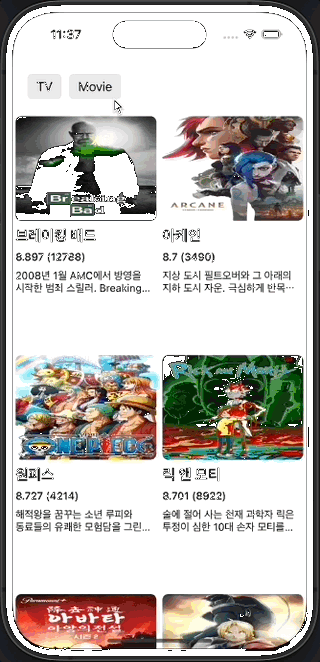 11:37
TV Movie
Breaking
Bad
ARCANE
브레이킹 배드
아케인
8.897 (12788)
8.7 (3490)
2008년 1월 AMC에서 방영을
시작한 범죄 스릴러. Breaking...
지상 도시 필트오버와 그 아래의
지하 도시 자운. 극심하게 반목…
ONE PIECE
RICK AND MORTY
원피스
릭 앤 모티
8.727 (4214)
8.701 (8922)
해적왕을 꿈꾸는 소년 루피와
동료들의 유쾌한 모험담을 그린...
술에 절어 사는 천재 과학자 릭은
투정이 심한 10대 손자 모티를...
Paramount+
降世神通
아바타
아앙의 전설
시즌 2